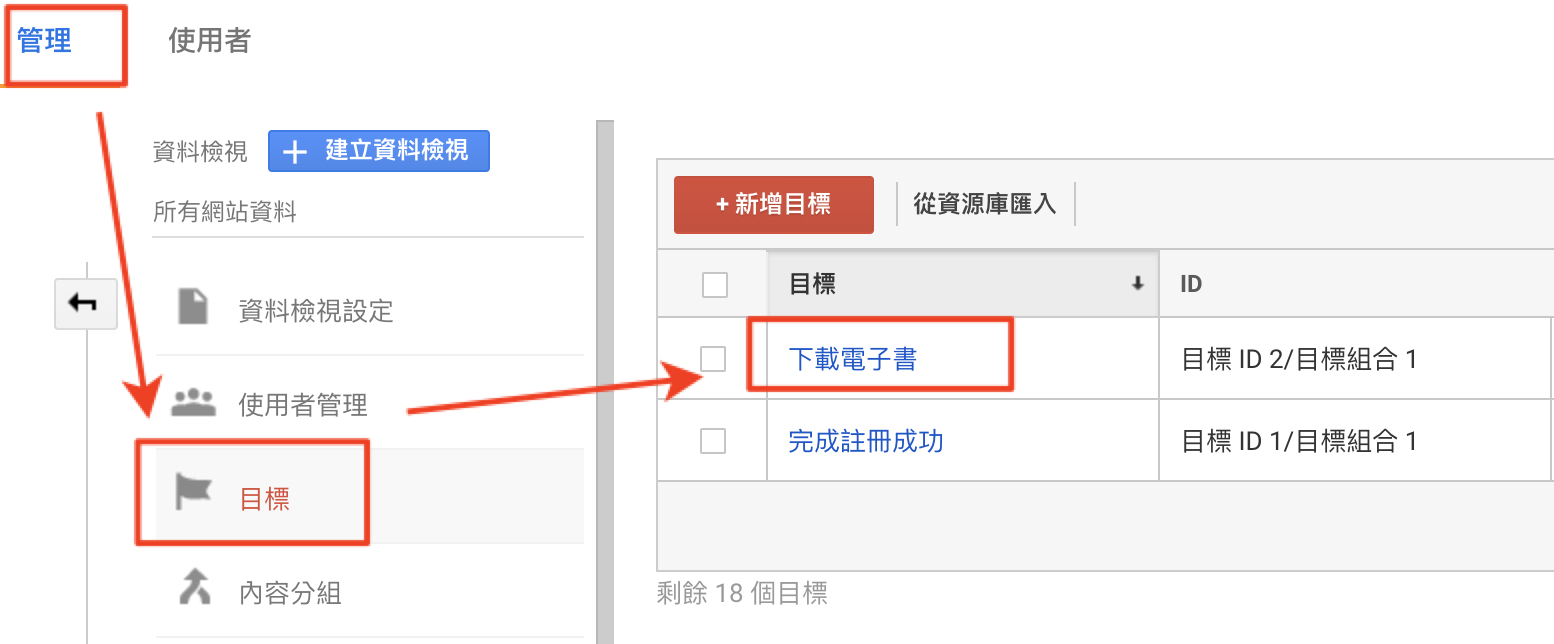 管理
使用者
資料檢視
+ 建立資料檢視
所有網站資料
資料檢視設定
使用者管理
目標
內容分組
+ 新增目標
從資源庫匯入
目標
ID
下載電子書
目標 ID 2/目標組合 1
完成註冊成功
目標 ID 1/目標組合 1
剩餘 18 個目標